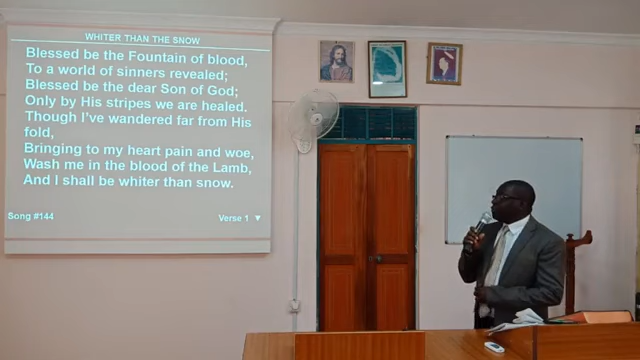 WHITER THAN THE SNOW
Blessed be the Fountain of blood,
To a world of sinners revealed;
Blessed be the dear Son of God;
Only by His stripes we are healed.
Though I've wandered far from His
fold,
Bringing to my heart pain and woe,
Wash me in the blood of the Lamb,
And I shall be whiter than snow.
Song #144
Verse 1 ▼